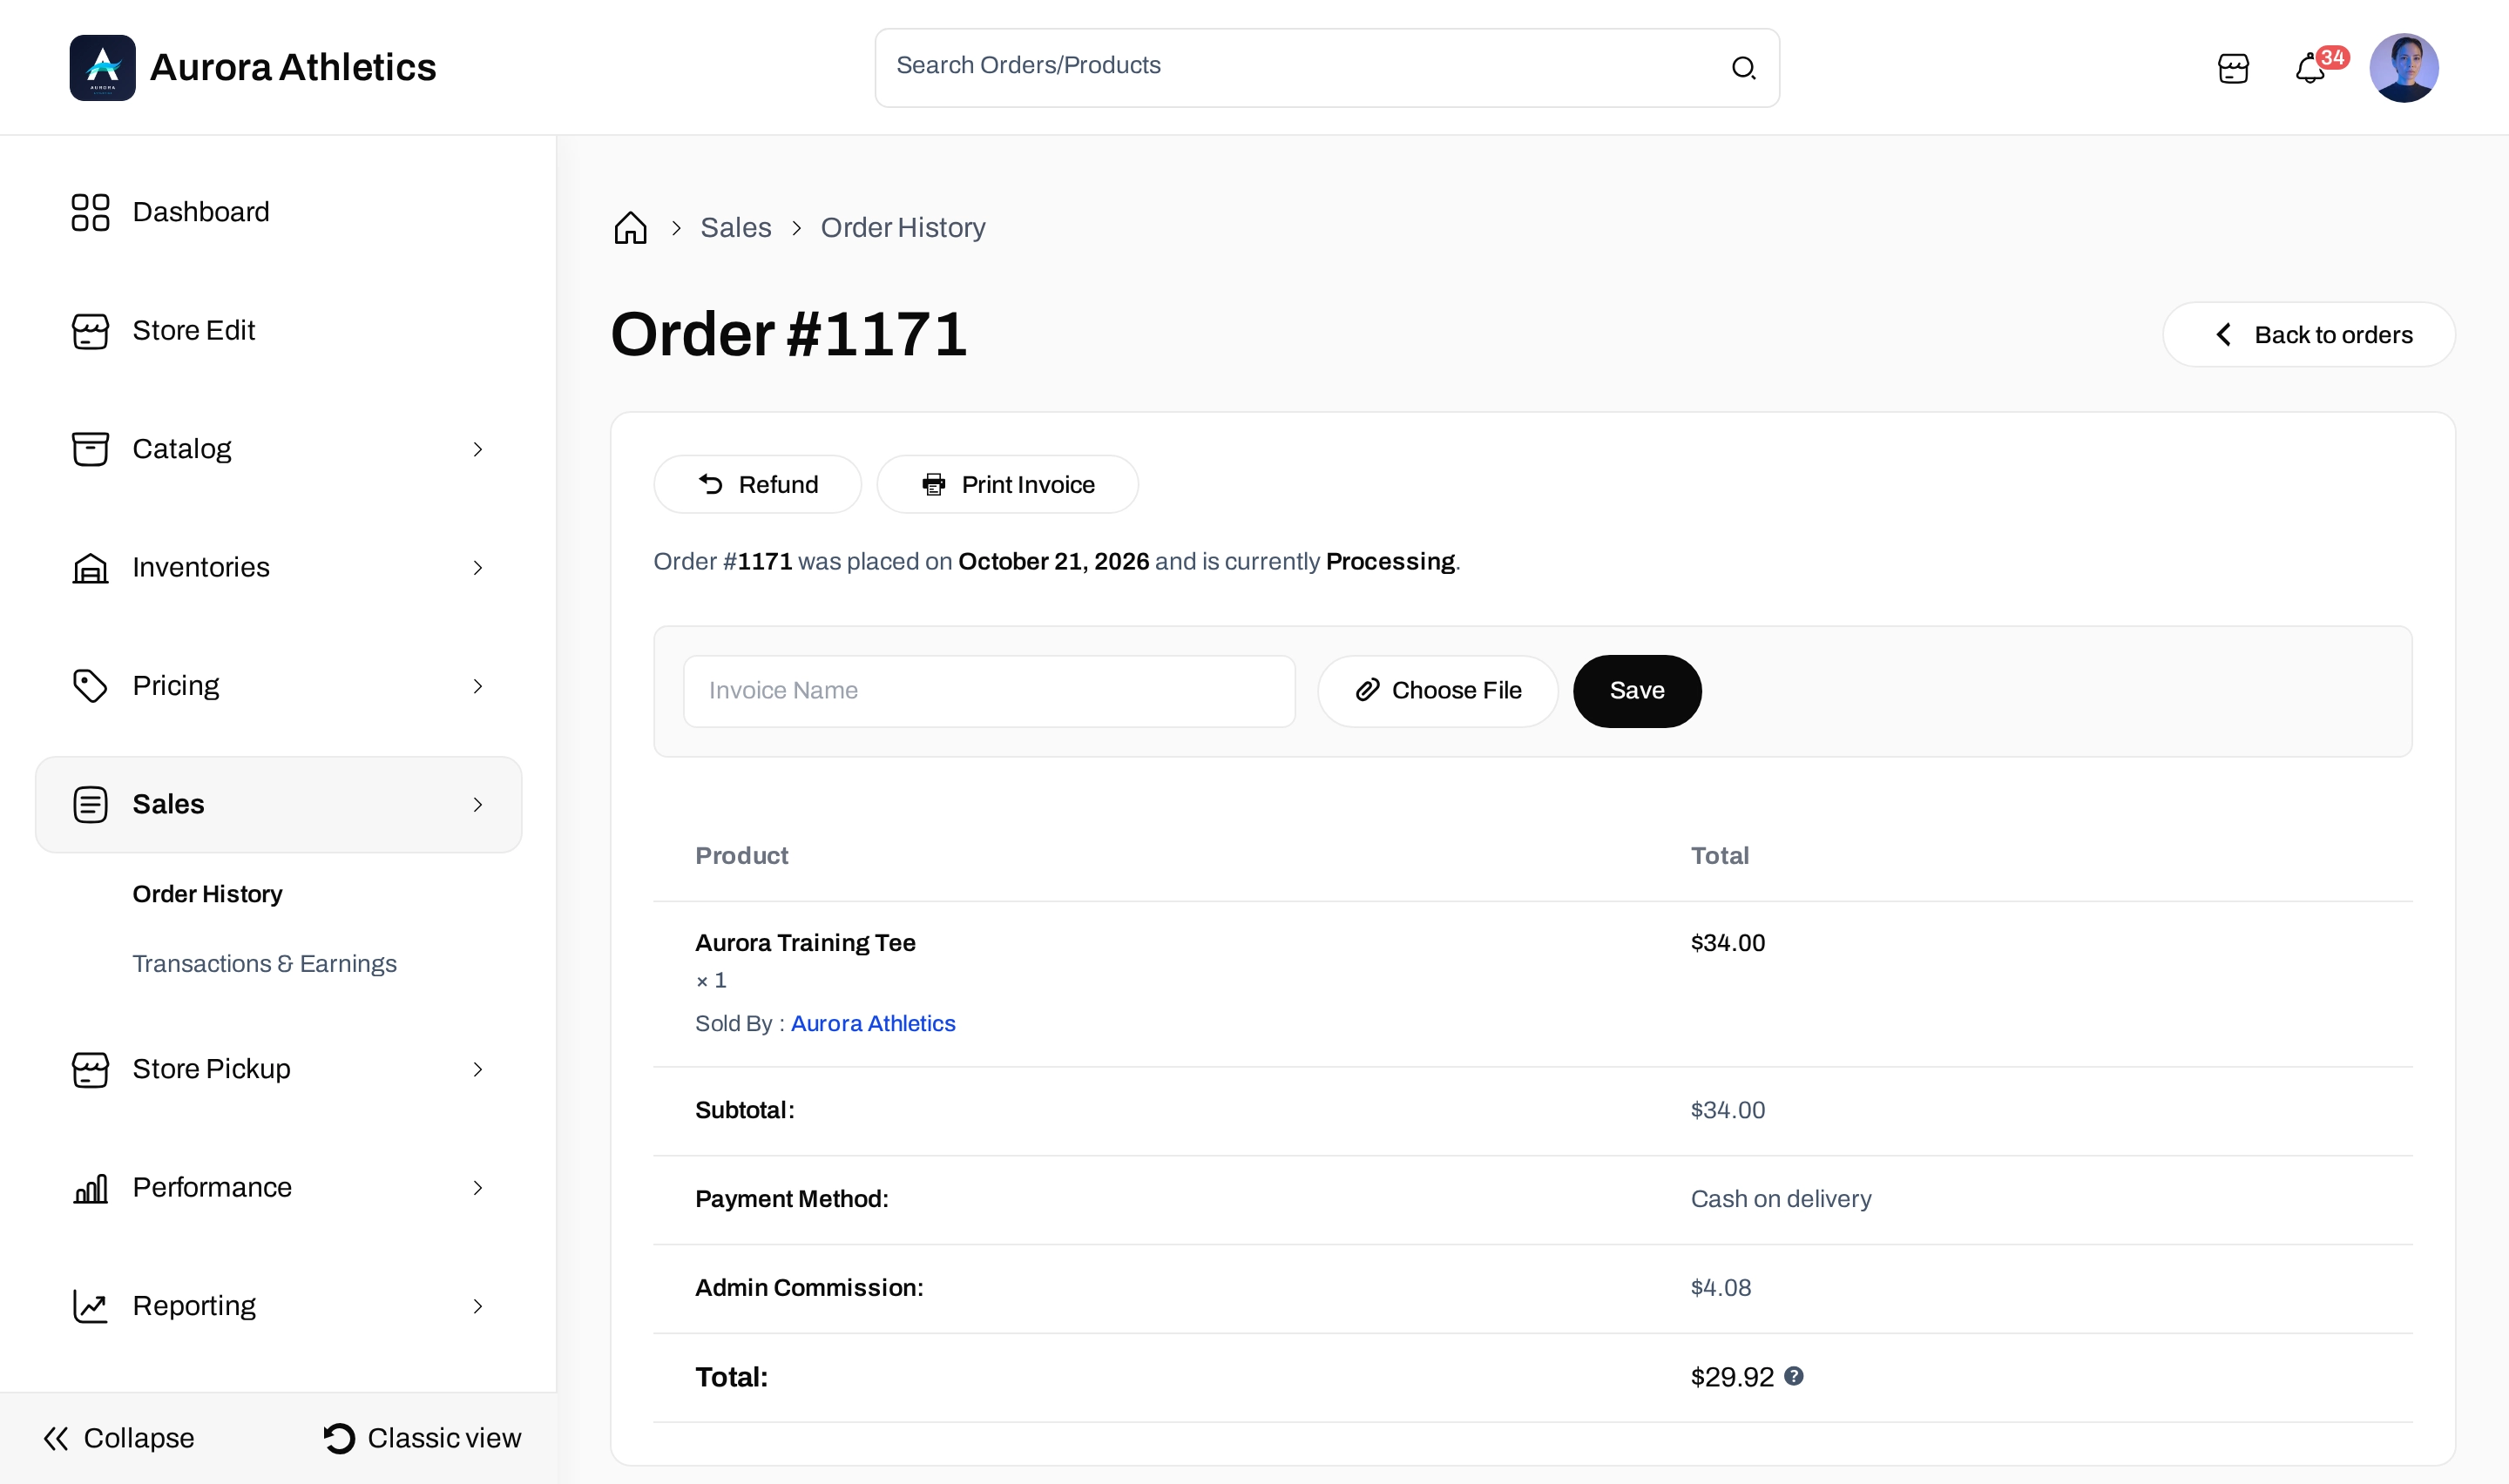 AURORA
Aurora Athletics
Search Orders/Products
34
Dashboard
Store Edit
Catalog
Inventories
Pricing
Sales
Order History
Transactions & Earnings
Store Pickup
Performance
Reporting
Collapse
Classic view
Sales
Order History
Order #1171
Back to orders
Refund
Print Invoice
Order #1171 was placed on October 21, 2026 and is currently Processing.
Invoice Name
Choose File
Save
Product Total
Aurora Training Tee $34.00
× 1
Sold By : Aurora Athletics
Subtotal: $34.00
Payment Method: Cash on delivery
Admin Commission: $4.08
Total: $29.92 ?